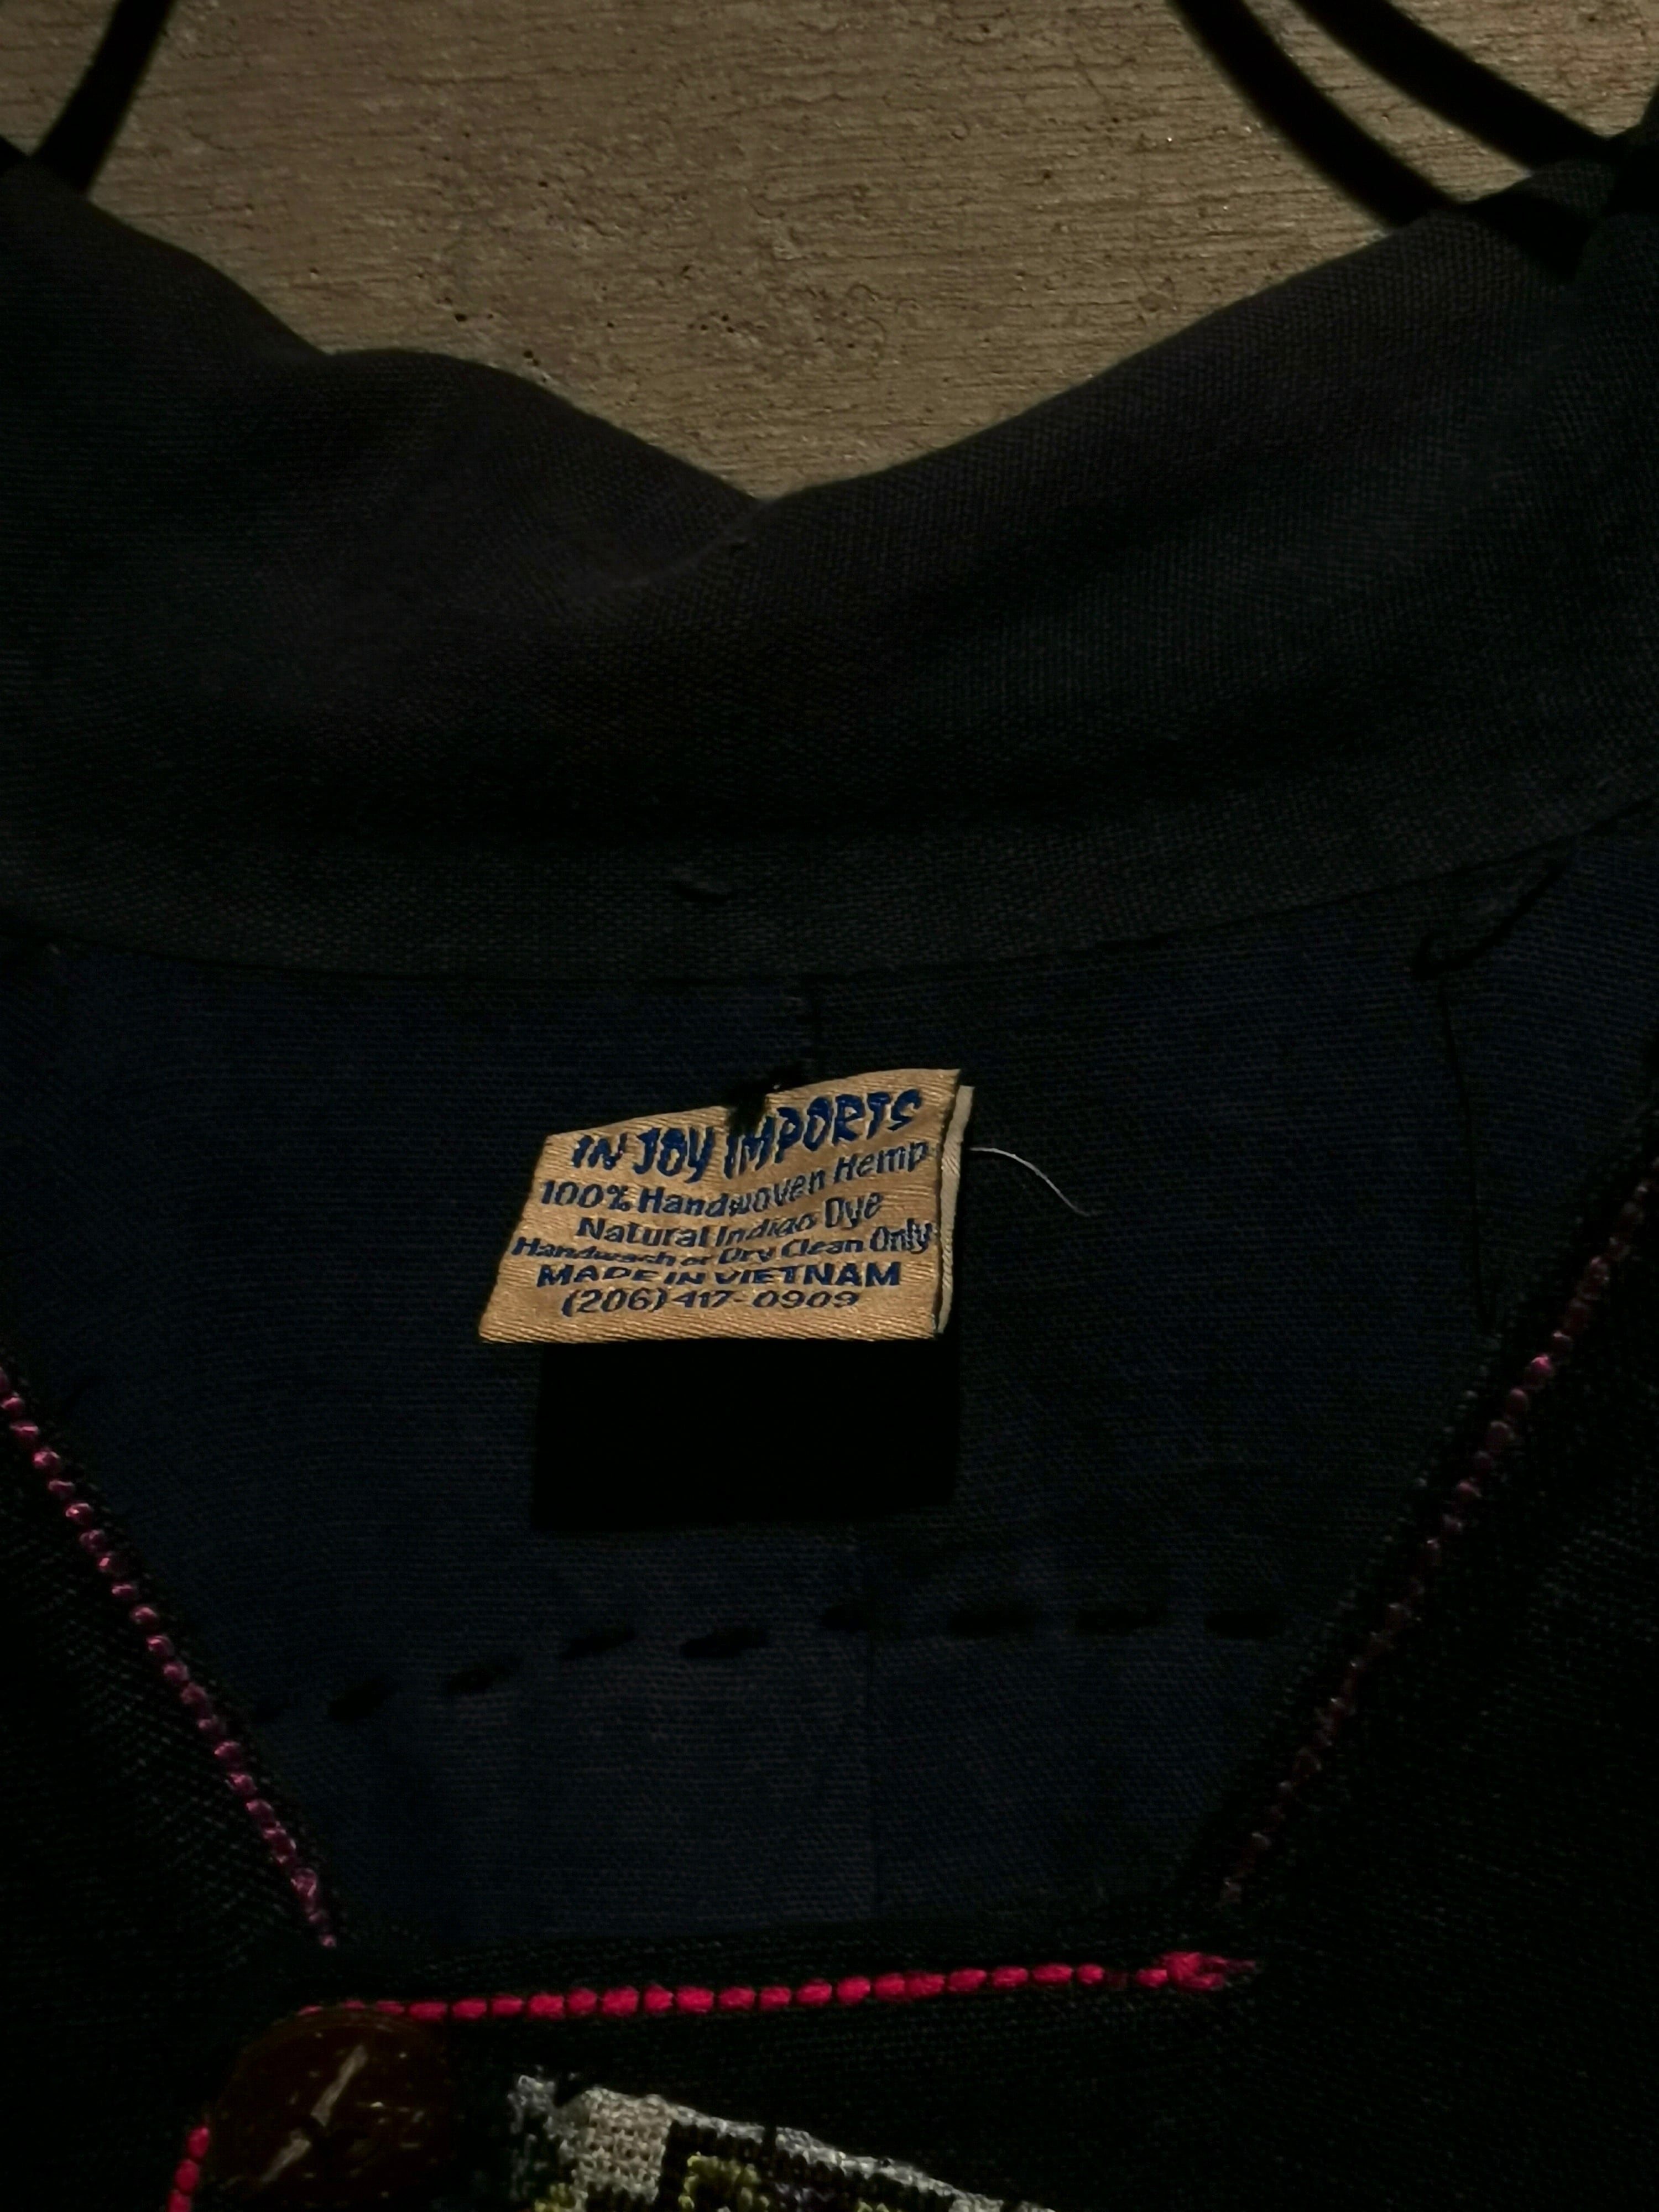 IN JOY IMPORTS
100% Handwoven Hemp
Natural Indigo Dye
Handwash or Dry Clean Only
MADE IN VIETNAM
(206) 417-0909